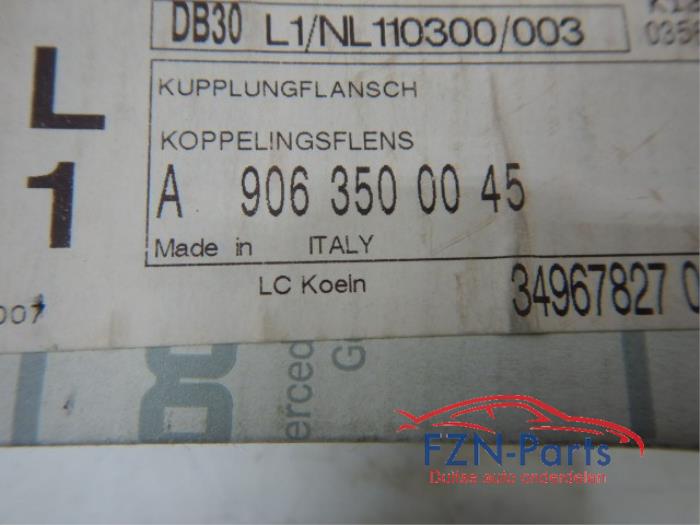 DB30 L1/NL110300/003
L
1
KUPPLUNGFLANSCH
KOPPELINGSFLENS
A 906 350 00 45
Made in ITALY
LC Koeln 34967827
007
FZN-Parts
Duitse auto onderdelen